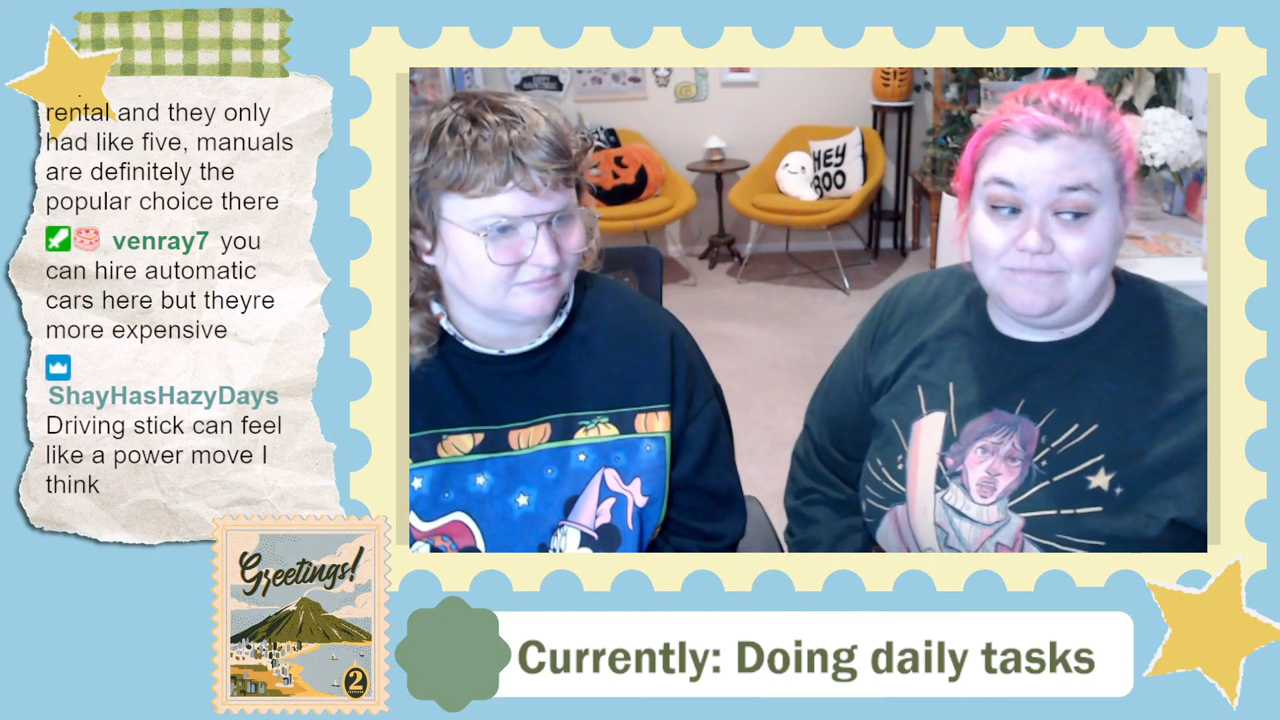 rental and they only
had like five, manuals
are definitely the
popular choice there
venray7 you
can hire automatic
cars here but theyre
more expensive
ShayHasHazyDays
Driving stick can feel
like a power move I
think
HEY
BOO
Greetings!
2
Currently: Doing daily tasks